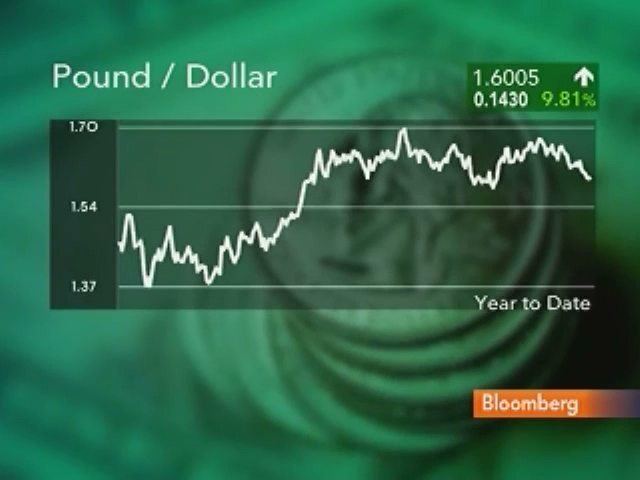 Pound / Dollar
1.6005
0.1430 9.81%
1.70
1.54
1.37
Year to Date
Bloomberg